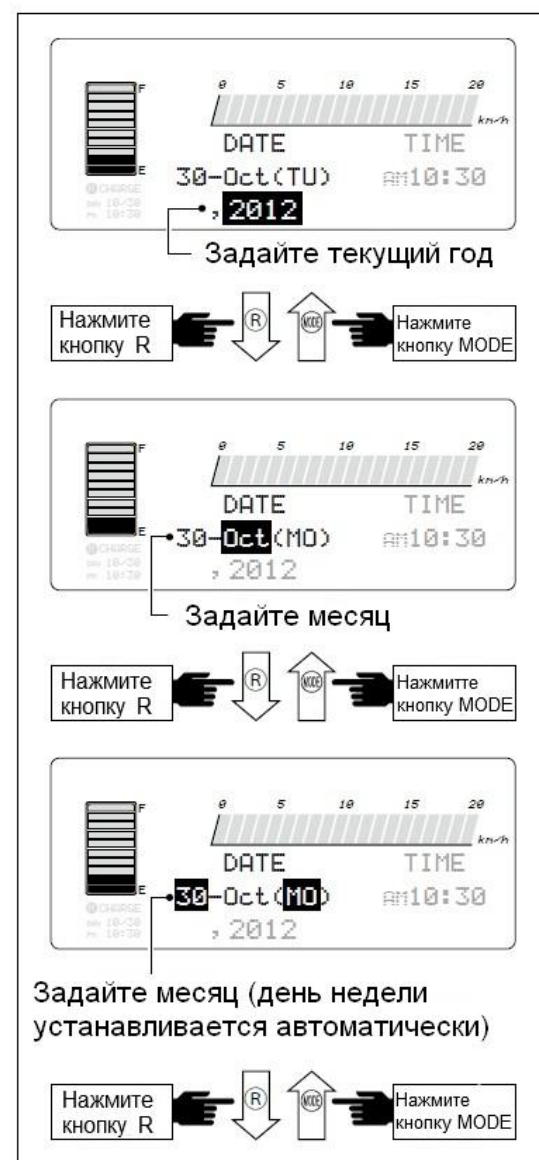 0 5 10 15 20
F
km/h
DATE TIME
E
30-Oct(TU) AM10:30
CHARGE
, 2012
Задайте текущий год
Нажмите
кнопку R
R
MODE
Нажмите
кнопку MODE
0 5 10 15 20
F
km/h
DATE TIME
E
30-Oct(MO) AM10:30
CHARGE
, 2012
Задайте месяц
Нажмите
кнопку R
R
MODE
Нажмитте
кнопку MODE
0 5 10 15 20
F
km/h
DATE TIME
E
30-Oct(MO) AM10:30
CHARGE
, 2012
Задайте месяц (день недели
устанавливается автоматически)
Нажмите
кнопку R
R
MODE
Нажмите
кнопку MODE